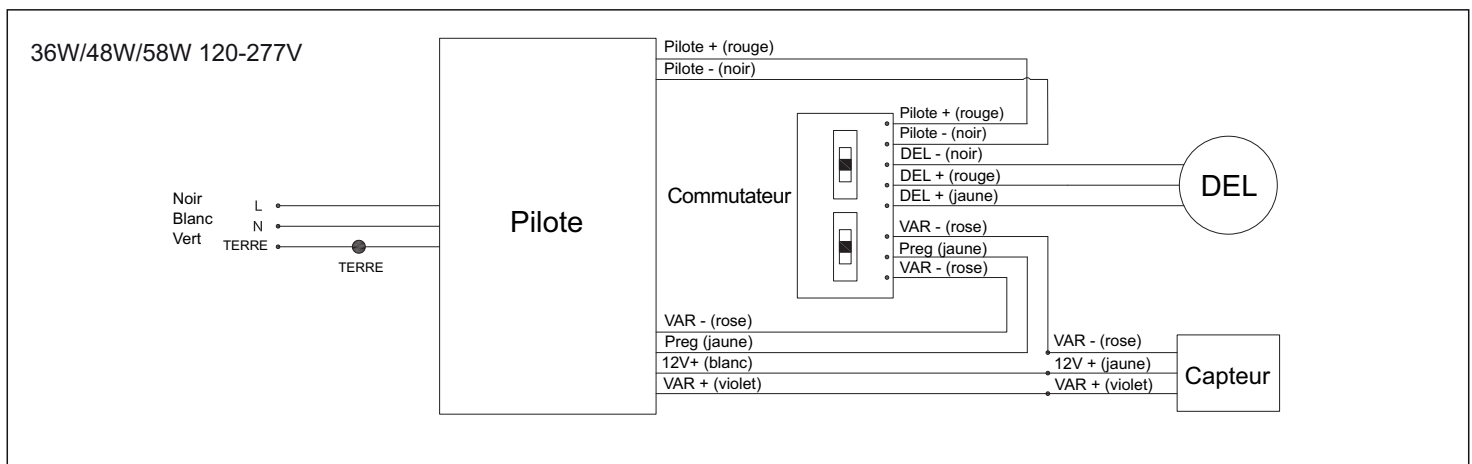 36W/48W/58W 120-277V
Noir
Blanc
Vert
L
N
TERRE
TERRE
Pilote
Pilote + (rouge)
Pilote - (noir)
Commutateur
Pilote + (rouge)
Pilote - (noir)
DEL - (noir)
DEL + (rouge)
DEL + (jaune)
VAR - (rose)
Preg (jaune)
VAR - (rose)
DEL
VAR - (rose)
Preg (jaune)
12V+ (blanc)
VAR + (violet)
VAR - (rose)
12V + (jaune)
VAR + (violet)
Capteur